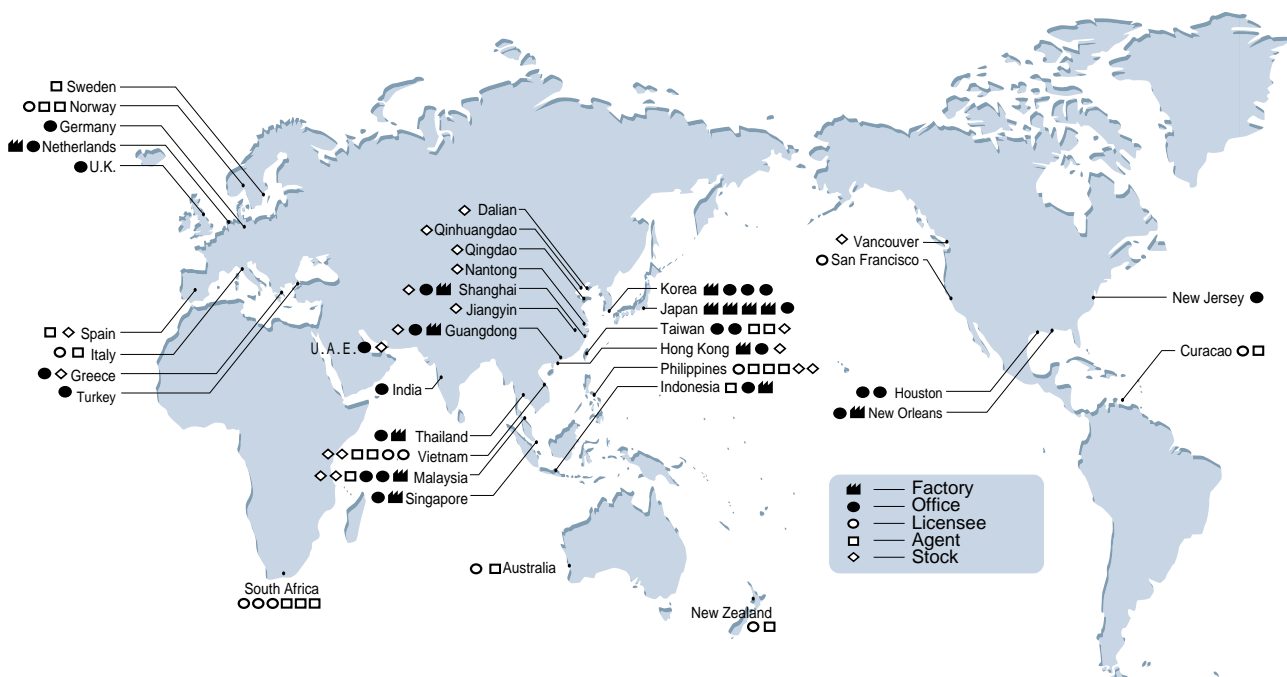 Sweden
Norway
Germany
Netherlands
U.K.
Dalian
Qinhuangdao
Qingdao
Nantong
Shanghai
Jiangyin
Guangdong
Korea
Japan
Taiwan
Hong Kong
Philippines
Indonesia
Spain
Italy
Greece
Turkey
U.A.E.
India
Thailand
Vietnam
Malaysia
Singapore
South Africa
Australia
New Zealand
Vancouver
San Francisco
New Jersey
Curacao
Houston
New Orleans
Factory
Office
Licensee
Agent
Stock